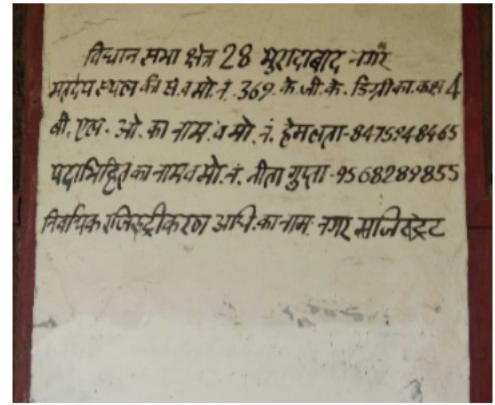 विधान सभा क्षेत्र 28 मुरादाबाद नगर
मतदेय स्थल की सं. व मो. नं. 369 के. जी. के. डिग्री का. कक्ष 4
बी. एल. ओ. का नाम व मो. नं. हेमलता-8475948465
पदाभिहित का नाम व मो. नं. नीता गुप्ता-9568289855
निर्वाचक रजिस्ट्रीकरण अधि. का नाम. नगर मजिस्ट्रेट